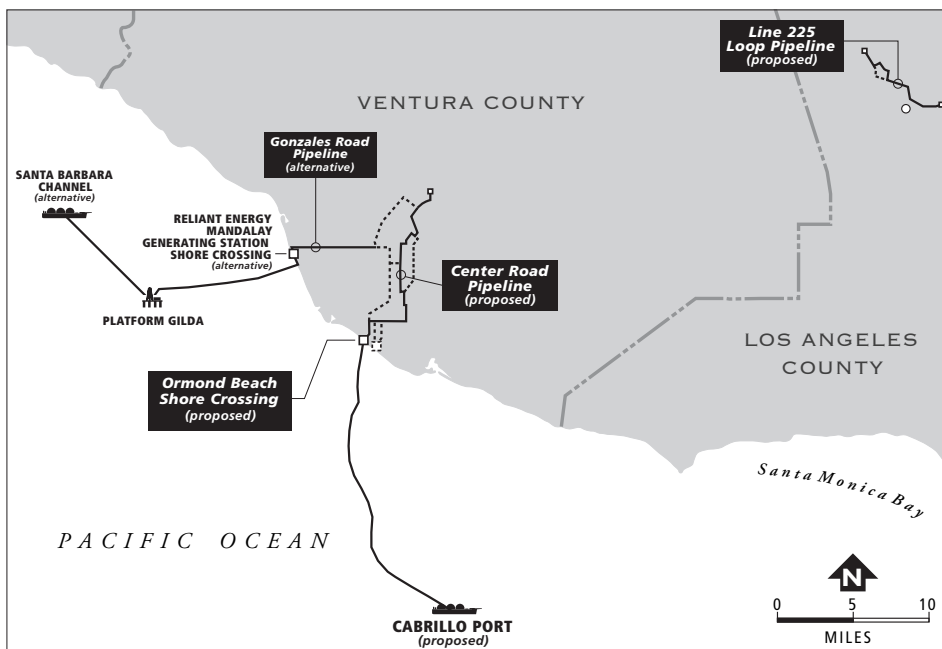 Line 225
Loop Pipeline
(proposed)
VENTURA COUNTY
Gonzales Road
Pipeline
(alternative)
SANTA BARBARA
CHANNEL
(alternative)
RELIANT ENERGY
MANDALAY
GENERATING STATION
SHORE CROSSING
(alternative)
Center Road
Pipeline
(proposed)
PLATFORM GILDA
LOS ANGELES
COUNTY
Ormond Beach
Shore Crossing
(proposed)
Santa Monica Bay
PACIFIC OCEAN
N
0 5 10
MILES
CABRILLO PORT
(proposed)